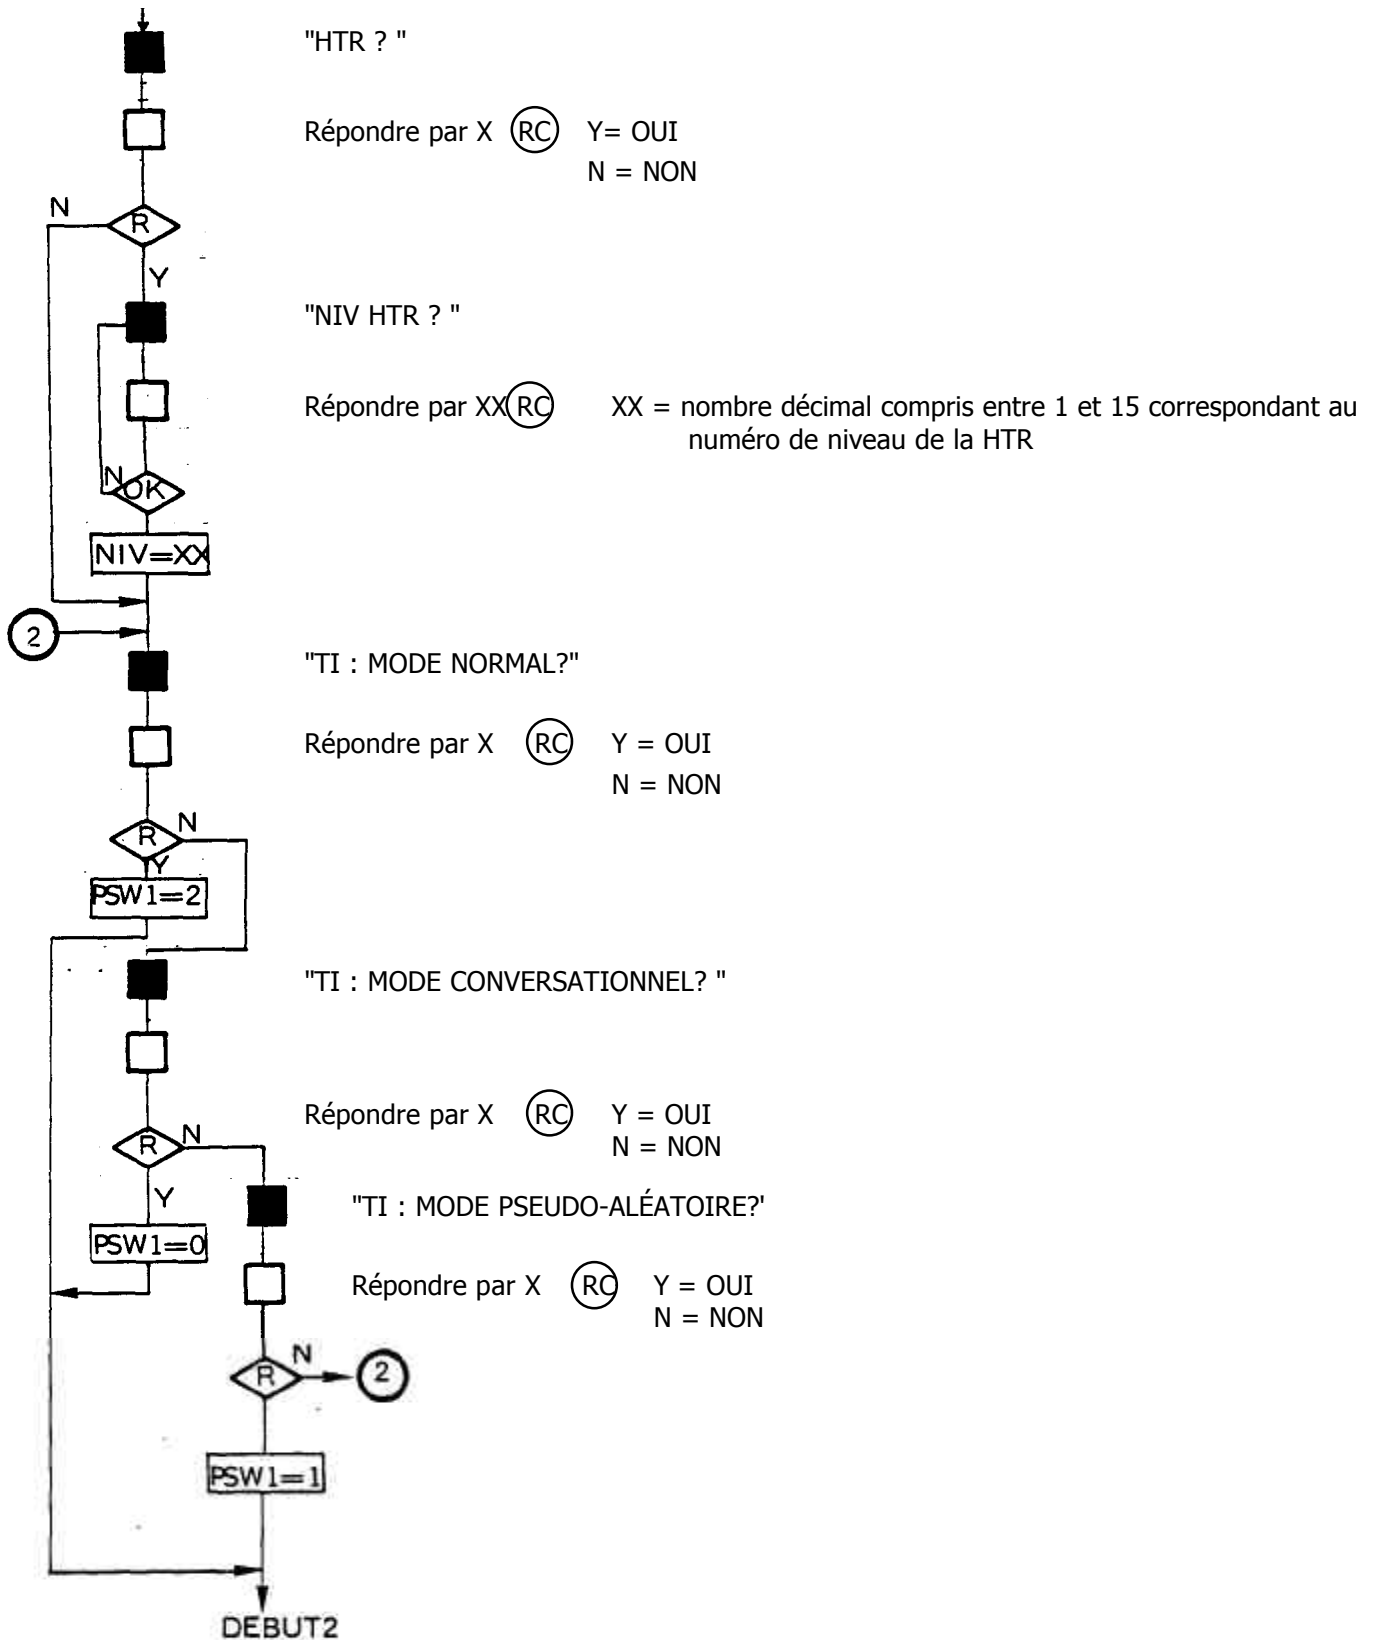 "HTR ? "
Répondre par X (RC) Y= OUI
N = NON
N
R
Y
"NIV HTR ? "
Répondre par XX(RC) XX = nombre décimal compris entre 1 et 15 correspondant au
numéro de niveau de la HTR
N
OK
NIV=XX
2
"TI : MODE NORMAL?"
Répondre par X (RC) Y = OUI
N = NON
R N
Y
PSW1=2
"TI : MODE CONVERSATIONNEL? "
Répondre par X (RC) Y = OUI
N = NON
R N
Y
"TI : MODE PSEUDO-ALÉATOIRE?'
PSW1=0
Répondre par X (RC) Y = OUI
N = NON
R N 2
PSW1=1
DEBUT2